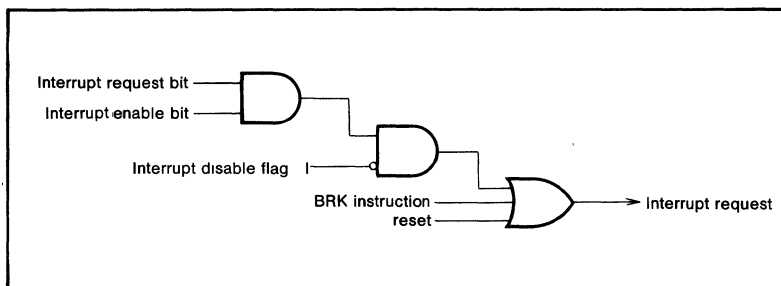 Interrupt request bit
Interrupt enable bit
Interrupt disable flag I
BRK instruction
reset
Interrupt request